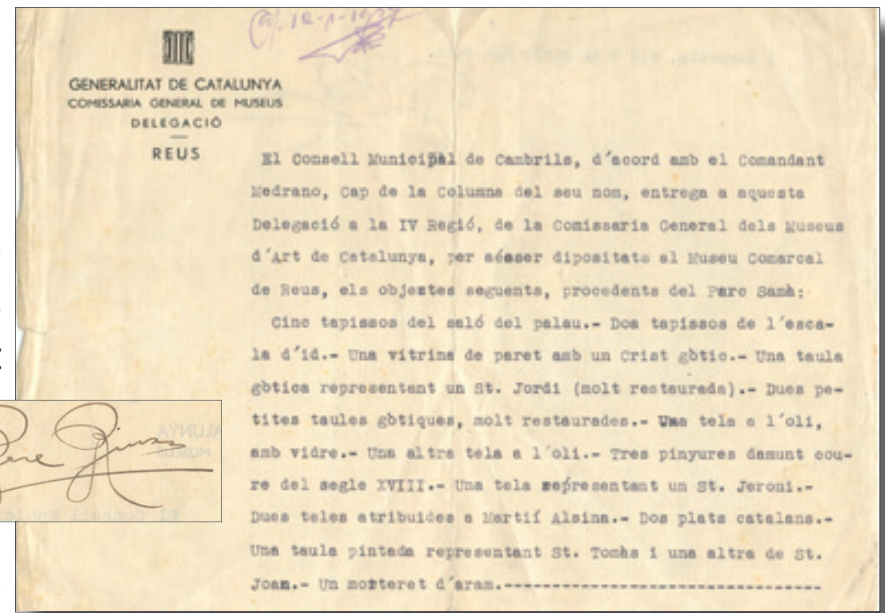 12-1-1937
GENERALITAT DE CATALUNYA
COMISSARIA GENERAL DE MUSEUS
DELEGACIÓ
REUS
El Consell Municipàl de Cambrils, d'acord amb el Comandant
Medrano, Cap de la Columna del seu nom, entrega a aquesta
Delegació a la IV Regió, de la Comissaria General dels Museus
d'Art de Catalunya, per aésser dipositats al Museu Comarcal
de Reus, els objectes seguents, procedents del Parc Samà:
Cinc tapissos del saló del palau.- Dos tapissos de l'esca-
la d'id.- Una vitrina de paret amb un Crist gòtic.- Una taula
gòtica representant un St. Jordi (molt restaurada).- Dues pe-
tites taules gòtiques, molt restaurades.- Una tela a l'oli,
amb vidre.- Una altra tela a l'oli.- Tres pinyures damunt cou-
re del segle XVIII.- Una tela representant un St. Jeroni.-
Dues teles atribuides a Martií Alsina.- Dos plats catalans.-
Una taula pintada representant St. Tomàs i una altra de St.
Joan.- Un morteret d'aram.--------------------------------
Pere Rius